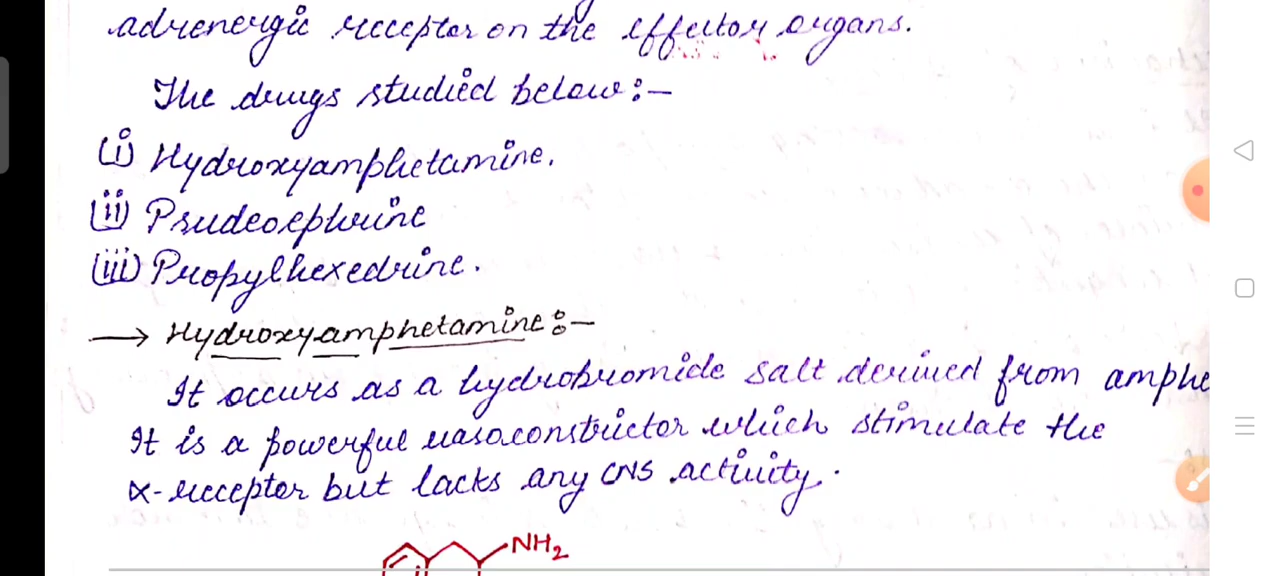 adrenergic receptor on the effector organs.
The drugs studied below :-
(i) Hydroxyamphetamine.
(ii) Psudeoephrine
(iii) Propylhexedrine.
→ Hydroxyamphetamine :-
It occurs as a hydrobromide salt derived from amphe
It is a powerful vasoconstrictor which stimulate the
α-receptor but lacks any CNS activity.
NH2